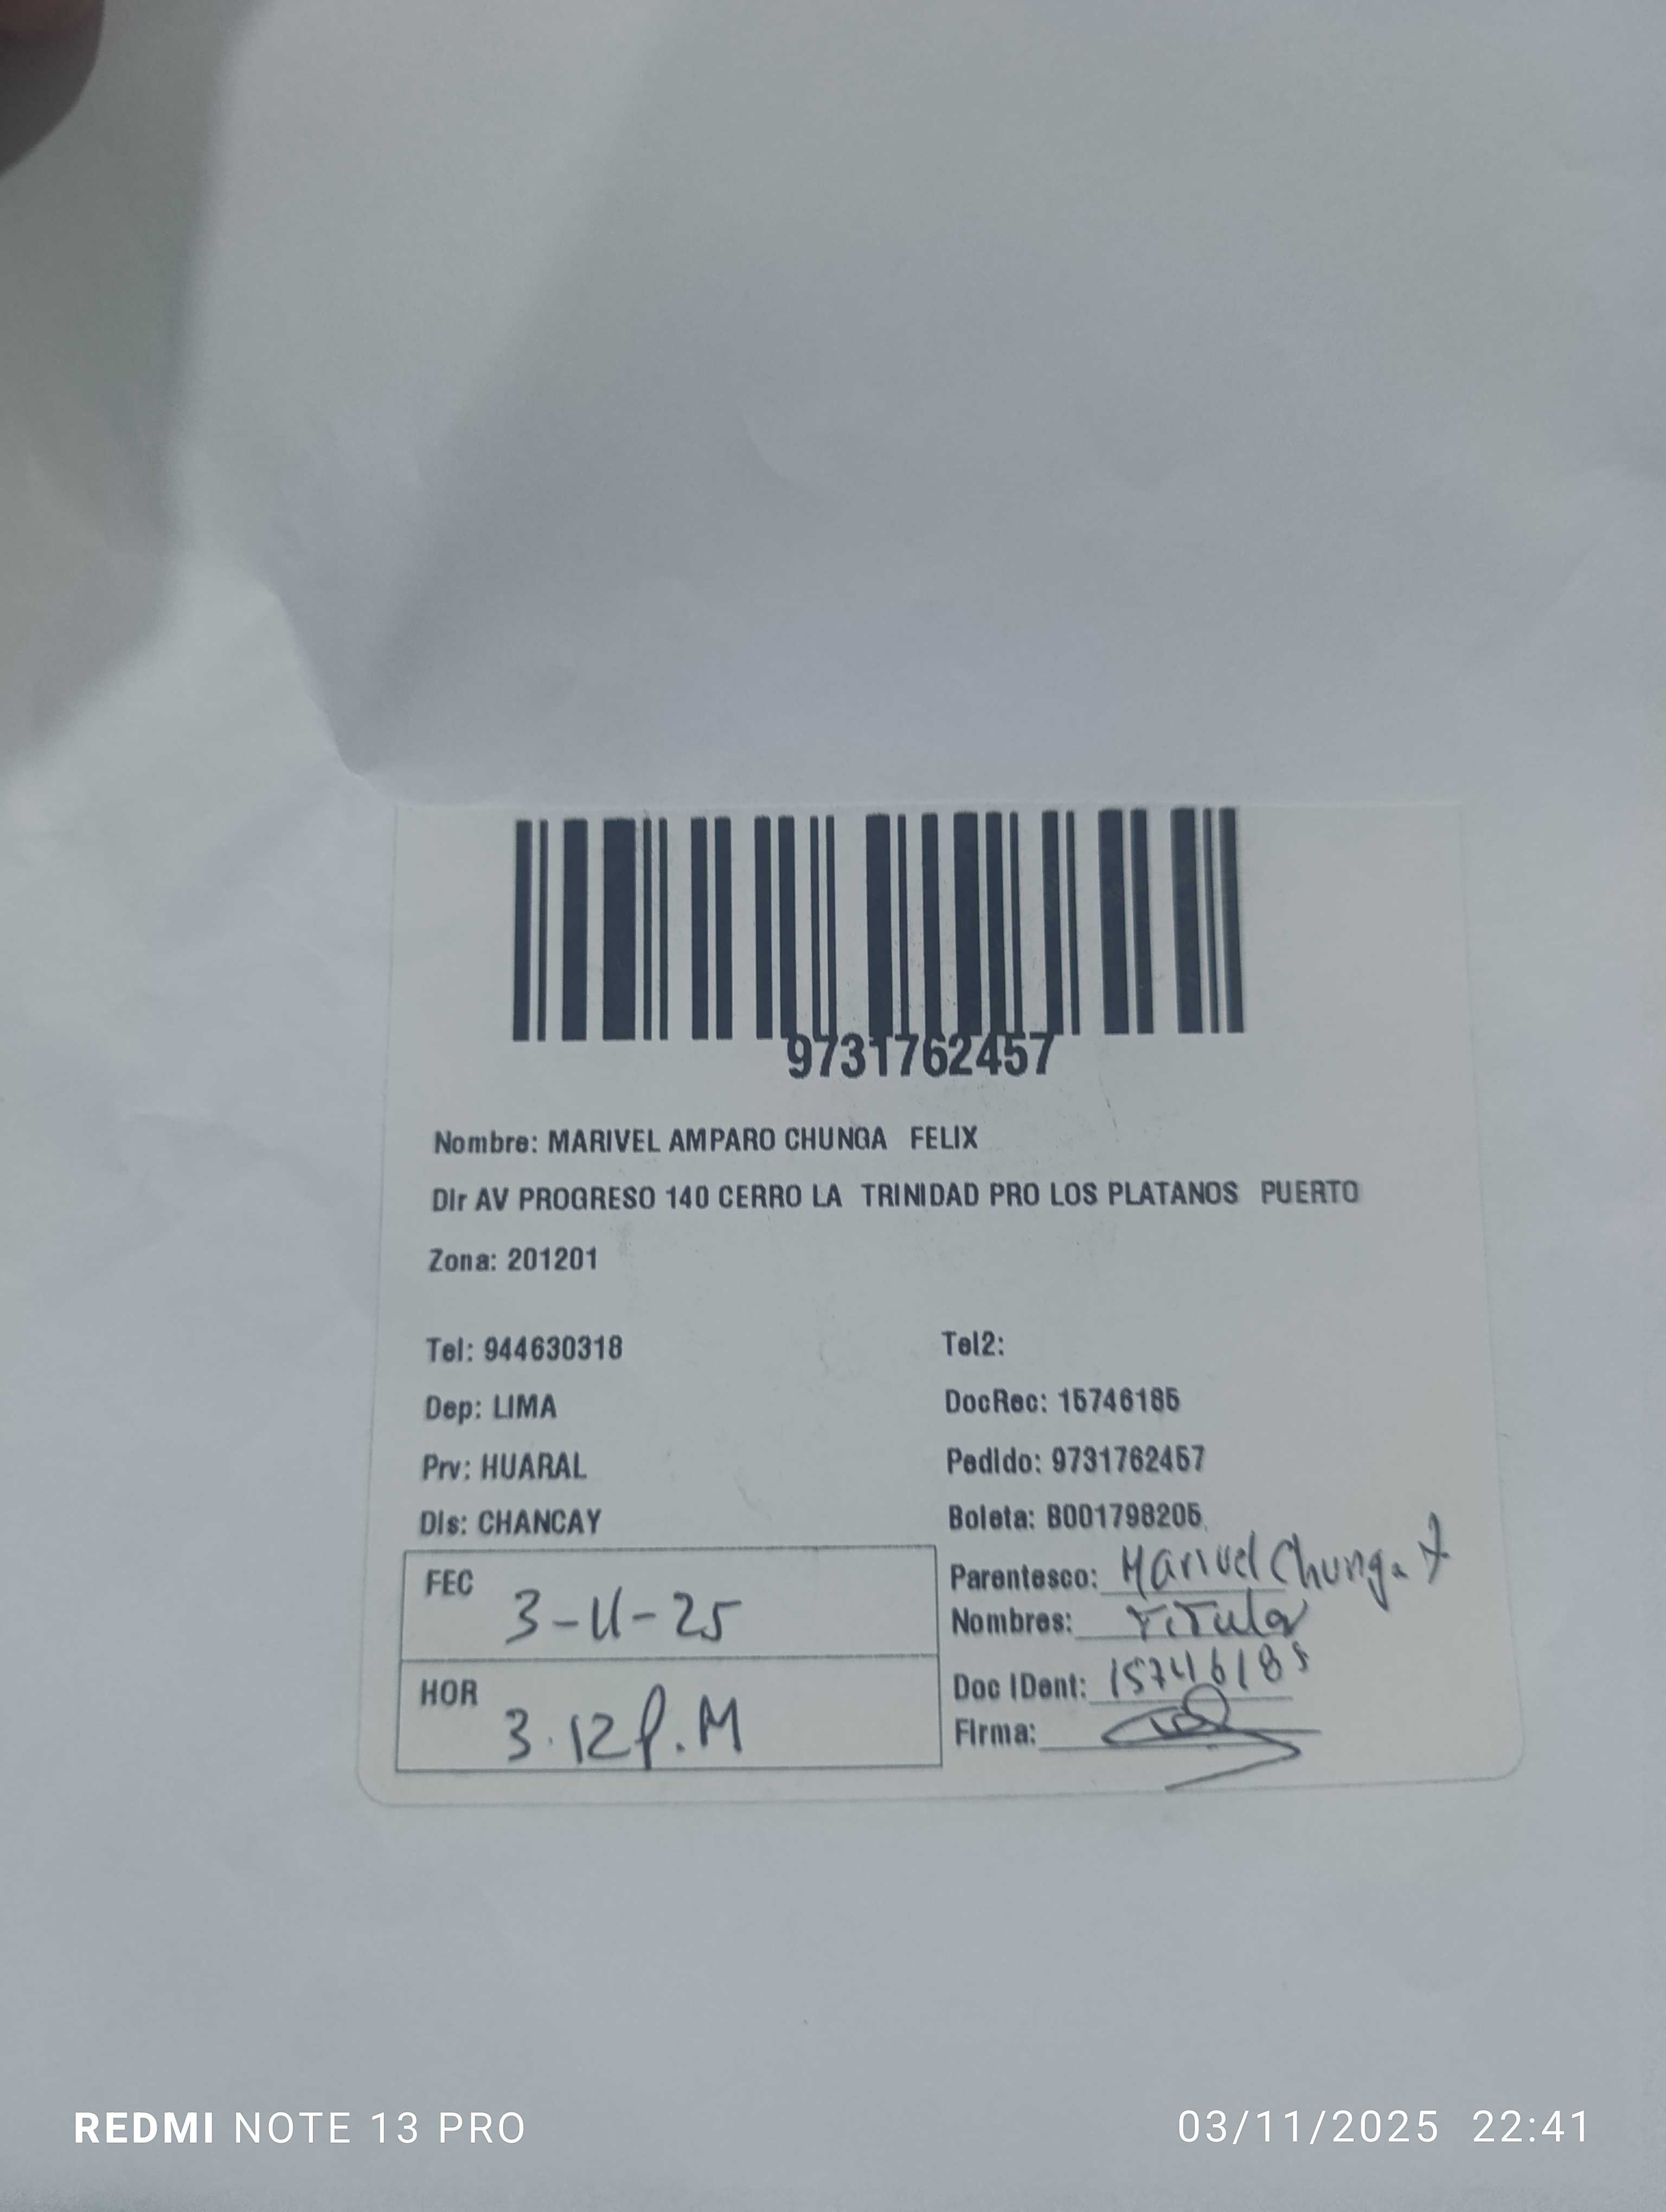 9731762457
Nombre: MARIVEL AMPARO CHUNGA FELIX
Dir AV PROGRESO 140 CERRO LA TRINIDAD PRO LOS PLATANOS PUERTO
Zona: 201201
Tel: 944630318 Tel2:
Dep: LIMA DocRec: 15746185
Prv: HUARAL Pedido: 9731762457
Dis: CHANCAY Boleta: B001798205
FEC 3-11-25
HOR 3.12 P.M
Parentesco: Marivel Chunga F
Nombres: Titular
Doc IDent: 15746185
Firma:
REDMI NOTE 13 PRO
03/11/2025 22:41